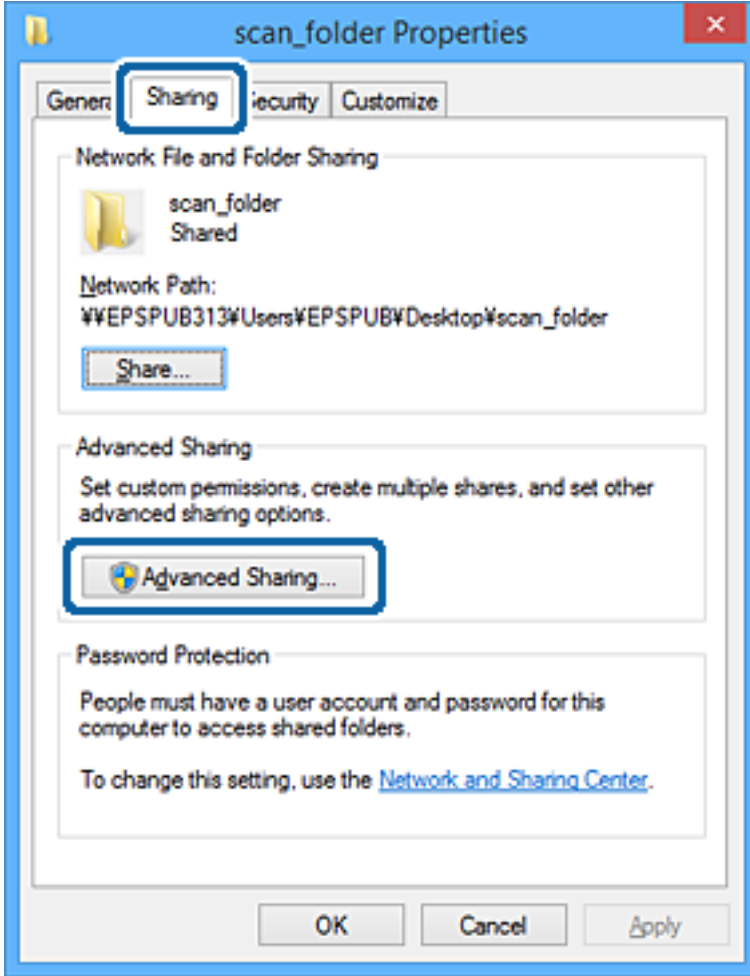 scan_folder Properties
Genera Sharing ecurity Customize
Network File and Folder Sharing
scan_folder
Shared
Network Path:
¥¥EPSPUB313¥Users¥EPSPUB¥Desktop¥scan_folder
Share...
Advanced Sharing
Set custom permissions, create multiple shares, and set other
advanced sharing options.
Advanced Sharing...
Password Protection
People must have a user account and password for this
computer to access shared folders.
To change this setting, use the Network and Sharing Center.
OK Cancel Apply